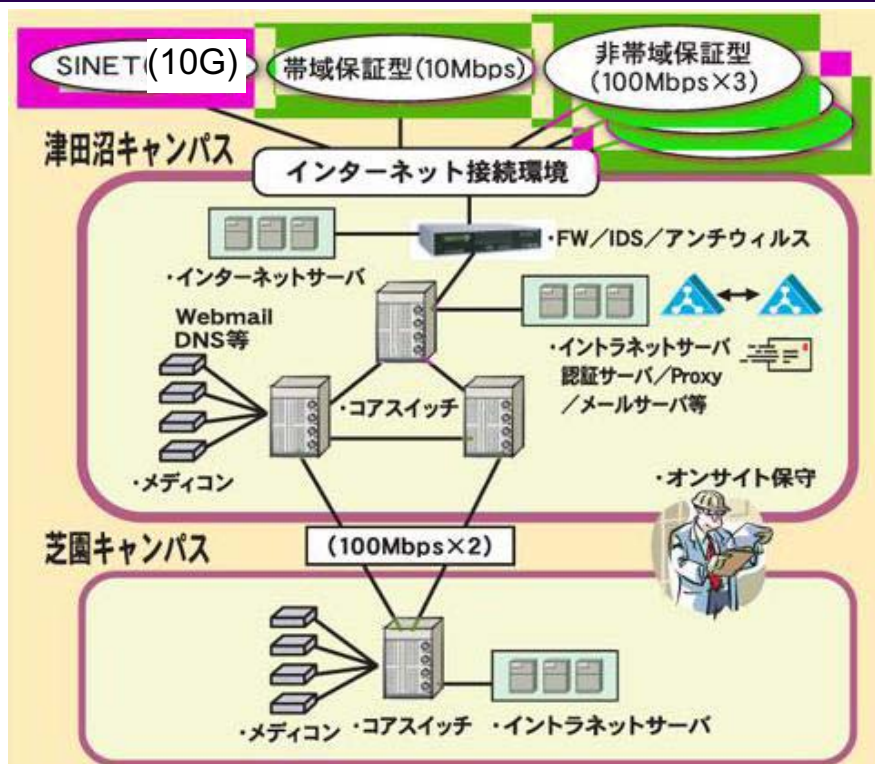 SINET(10G)
帯域保証型(10Mbps)
非帯域保証型
(100Mbps×3)
津田沼キャンパス
インターネット接続環境
・FW／IDS／アンチウィルス
・インターネットサーバ
Webmail
DNS等
・イントラネットサーバ
認証サーバ／Proxy
／メールサーバ等
・コアスイッチ
・メディコン
・オンサイト保守
芝園キャンパス
(100Mbps×2)
・メディコン
・コアスイッチ
・イントラネットサーバ